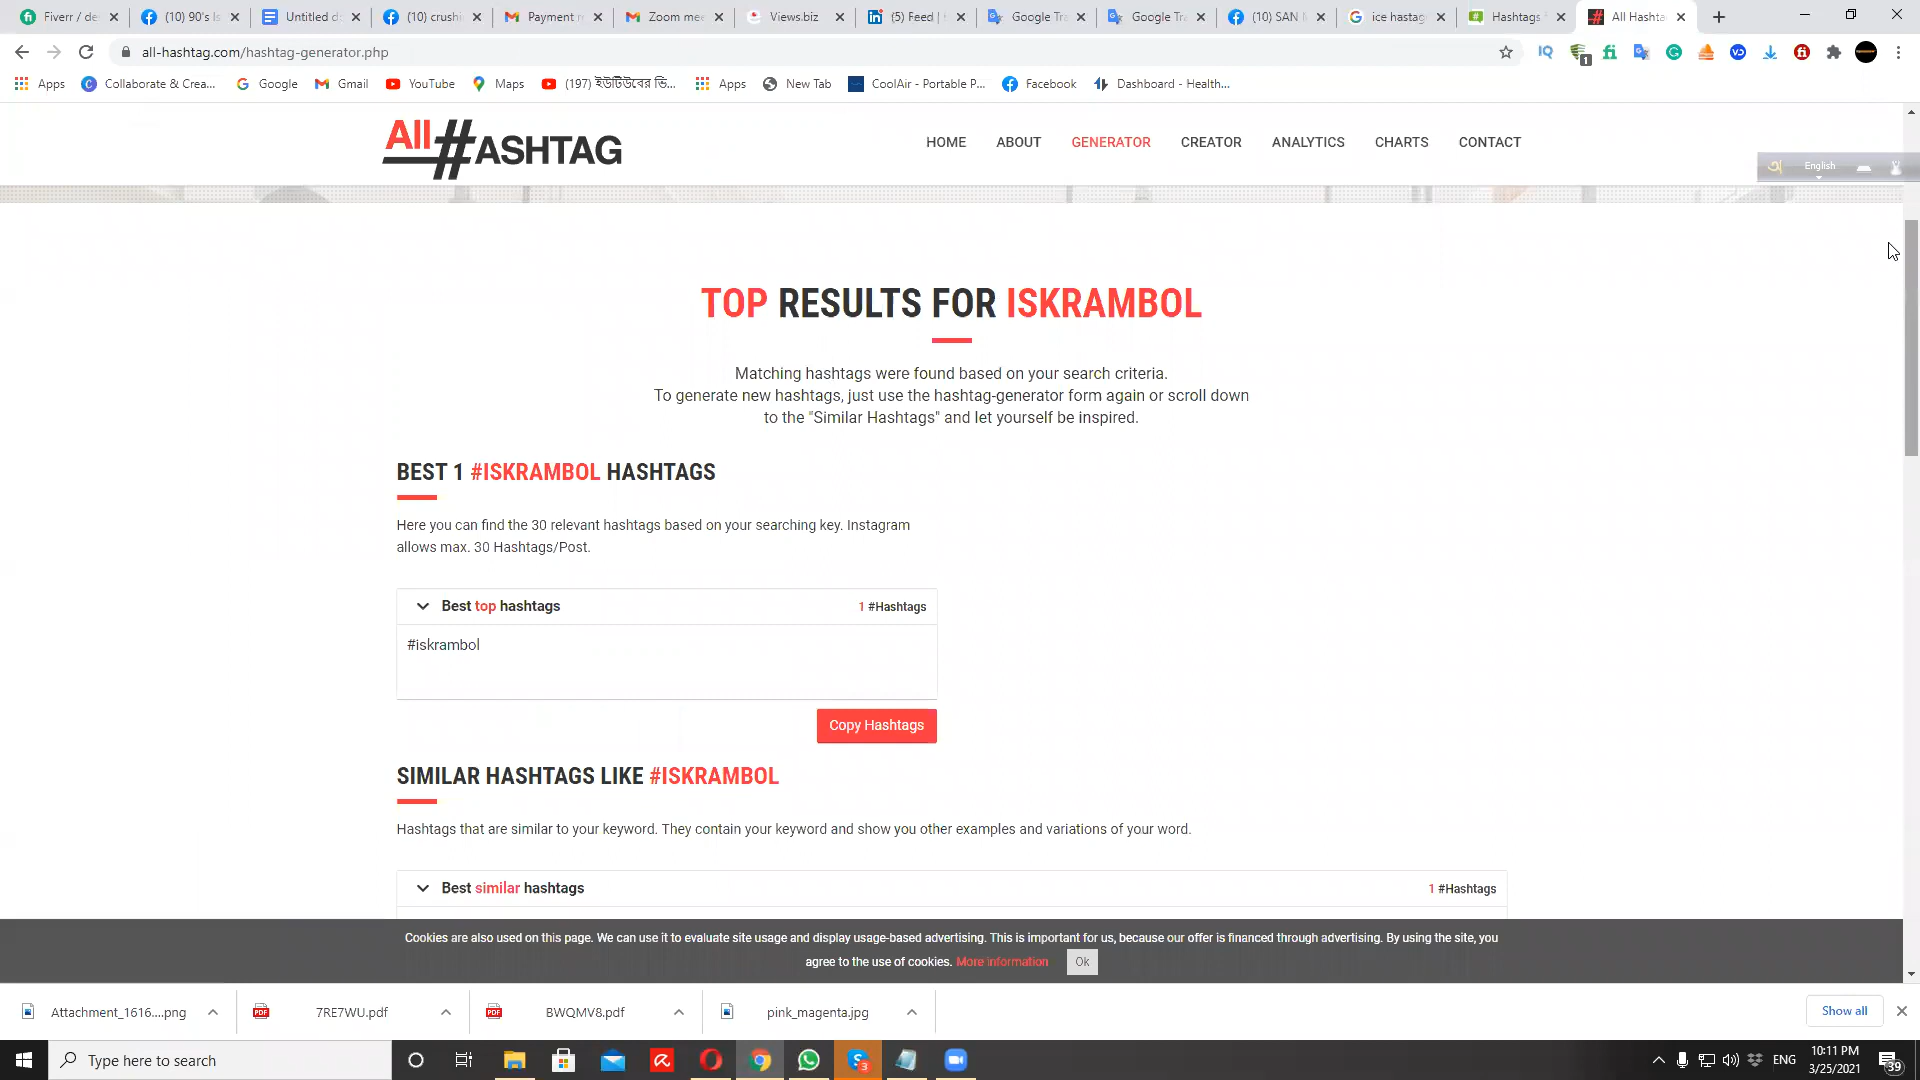 Fiverr / de
(10) 90's Is
Untitled d
(10) crushi
Payment r
Zoom mee
Views.biz
(5) Feed |
Google Tra
Google Tra
(10) SAN M
ice hastag
Hashtags f
All Hashta
all-hashtag.com/hashtag-generator.php
Apps
Collaborate & Crea...
Google
Gmail
YouTube
Maps
(197) ইউটিউবের ভি...
Apps
New Tab
CoolAir - Portable P...
Facebook
Dashboard - Health...
All#ASHTAG
HOME
ABOUT
GENERATOR
CREATOR
ANALYTICS
CHARTS
CONTACT
অ English
TOP RESULTS FOR ISKRAMBOL
Matching hashtags were found based on your search criteria.
To generate new hashtags, just use the hashtag-generator form again or scroll down
to the "Similar Hashtags" and let yourself be inspired.
BEST 1 #ISKRAMBOL HASHTAGS
Here you can find the 30 relevant hashtags based on your searching key. Instagram
allows max. 30 Hashtags/Post.
Best top hashtags
1 #Hashtags
#iskrambol
Copy Hashtags
SIMILAR HASHTAGS LIKE #ISKRAMBOL
Hashtags that are similar to your keyword. They contain your keyword and show you other examples and variations of your word.
Best similar hashtags
1 #Hashtags
Cookies are also used on this page. We can use it to evaluate site usage and display usage-based advertising. This is important for us, because our offer is financed through advertising. By using the site, you
agree to the use of cookies. More information Ok
Attachment_1616....png
7RE7WU.pdf
BWQMV8.pdf
pink_magenta.jpg
Show all
Type here to search
ENG
10:11 PM
3/25/2021
39